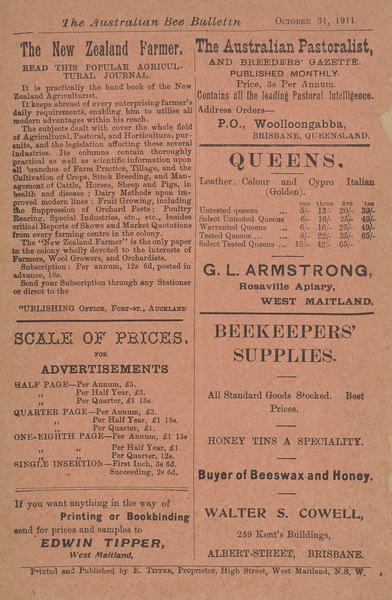 The Australian Bee Bulletin October 31, 1911.
The New Zealand Farmer.
READ THIS POPULAR AGRICUL-
TURAL JOURNAL.
It is practically the hand book of the New
Zealand Agriculturist.
It keeps abreast of every enterprising farmer's
daily requirements, enabling him to utilise all
modern advantages within his reach.
The subjects dealt with cover the whole field
of Agricultural, Pastoral, and Horticultural pur-
suits, and the legislation affecting these several
industries. Its columns contain thoroughly
practical as well as scientific information upon
all branches of Farm Practice, Tillage, and the
Cultivation of Crops, Stock Breeding, and Man-
agement of Cattle, Horses, Sheep and Pigs, in
health and disease; Dairy Methods upon im-
proved modern lines; Fruit Growing, including
the Suppression of Orchard Pests; Poultry
Bearing, Special Industries, etc., etc., besides
critical Reports of Shows and Market Quotations
from every farming centre in the colony.
The "New Zealand Farmer" is the only paper
in the colony wholly devoted to the interests of
Farmers, Wool Growers, and Orchardists.
Subscription: Per annum, 12s 6d, posted in
advance, 10s.
Send your Subscription through any Stationer
or direct to the
PUBLISHING OFFICE, FORT-ST., AUCKLAND
SCALE OF PRICES.
FOR
ADVERTISEMENTS
HALF PAGE—Per Annum, £5.
,, Per Half Year, £3.
,, Per Quarter, £1 15s.
QUARTER PAGE—Per Annum, £3.
,, Per Half Year, £1 15s.
,, Per Quarter, £1.
ONE-EIGHTH PAGE—Per Annum, £1 15s
,, Per Half Year, £1.
,, Per Quarter, 12s.
SINGLE INSERTION—First Inch, 3s 6d.
,, Succeeding, 2s 6d.
If you want anything in the way of
Printing or Bookbinding
send for prices and samples to
EDWIN TIPPER,
West Maitland,
The Australian Pastoralist,
AND BREEDERS' GAZETTE.
PUBLISHED MONTHLY.
Price, 3s Per Annum.
Contains all the leading Pastoral Intelligence.
Address Orders—
P.O., Woolloongabba,
BRISBANE, QUEENSLAND.
QUEENS.
Leather Colour and Cypro Italian
(Golden).
one three five ten
Untested queens ... 5/- 13/- 20/- 39/-
Select Untested Queens 6/- 16/- 25/- 49/-
Warranted Queens ... 6/- 16/- 25/- 49/-
Tested Queens ... ... 8/- 22/- 35/- 65/-
Select Tested Queens 15/- 42/- 65/-
G. L. ARMSTRONG,
Rosaville Apiary,
WEST MAITLAND.
BEEKEEPERS'
SUPPLIES.
All Standard Goods Stocked. Best
Prices.
HONEY TINS A SPECIALITY.
Buyer of Beeswax and Honey.
WALTER S. COWELL,
259 Kent's Buildings,
ALBERT-STREET, BRISBANE.
Printed and Published by E. TIPPER, Proprietor, High Street, West Maitland, N.S.W.